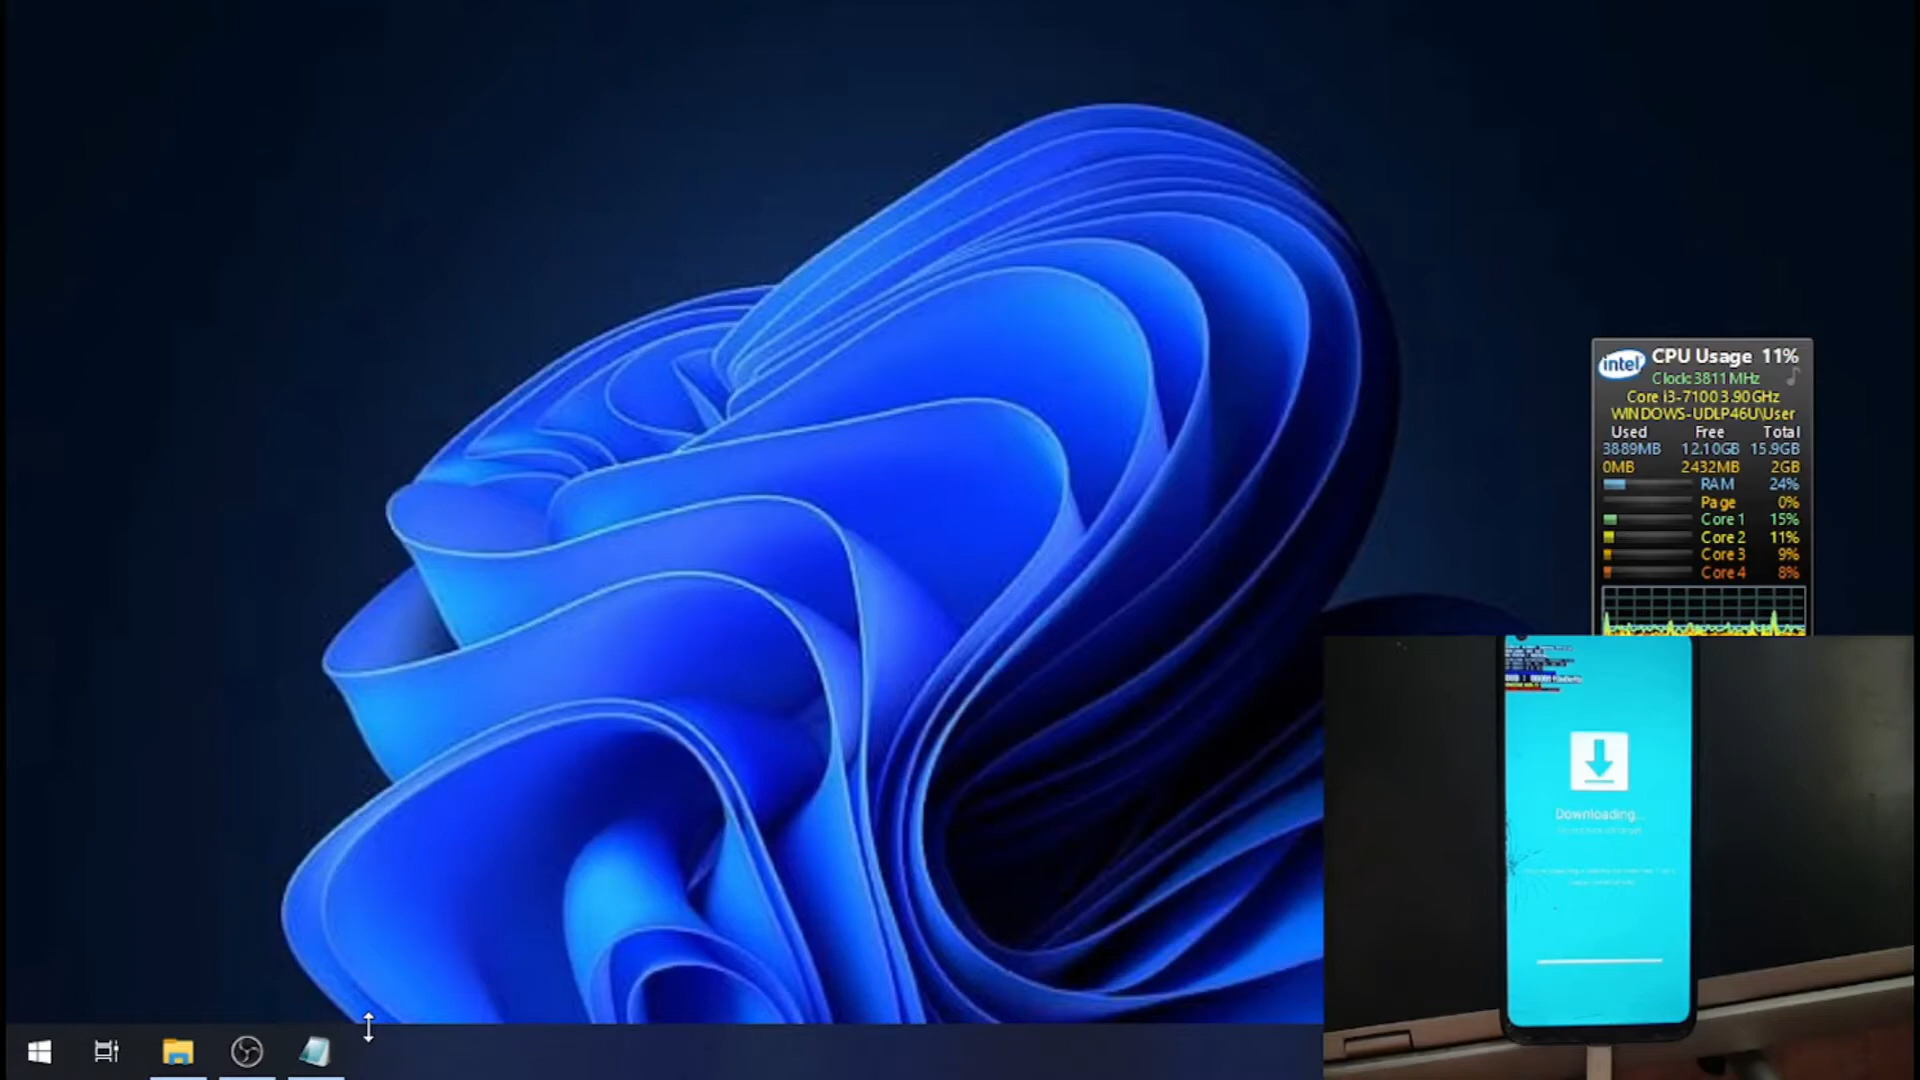 intel
CPU Usage 11%
Clock: 3811 MHz
Core i3-7100 3.90GHz
WINDOWS-UDLP46U\User
Used Free Total
3889MB 12.10GB 15.9GB
0MB 2432MB 2GB
RAM 24%
Page 0%
Core 1 15%
Core 2 11%
Core 3 9%
Core 4 8%
Downloading...